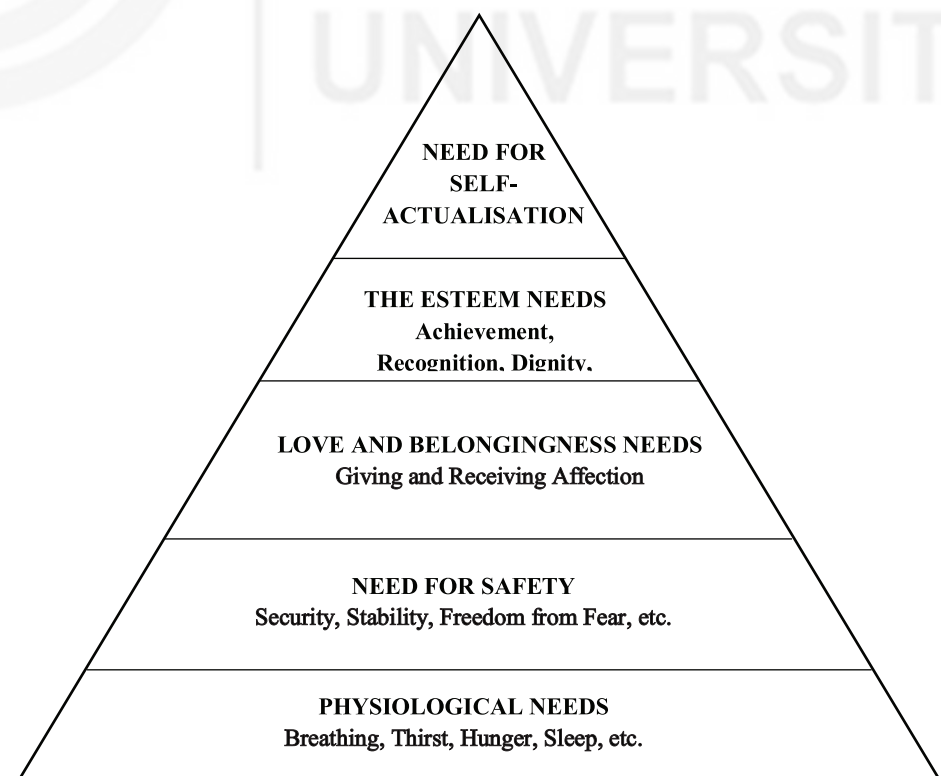 UNIVERSIT
NEED FOR
SELF-
ACTUALISATION
THE ESTEEM NEEDS
Achievement,
Recognition, Dignity,
LOVE AND BELONGINGNESS NEEDS
Giving and Receiving Affection
NEED FOR SAFETY
Security, Stability, Freedom from Fear, etc.
PHYSIOLOGICAL NEEDS
Breathing, Thirst, Hunger, Sleep, etc.